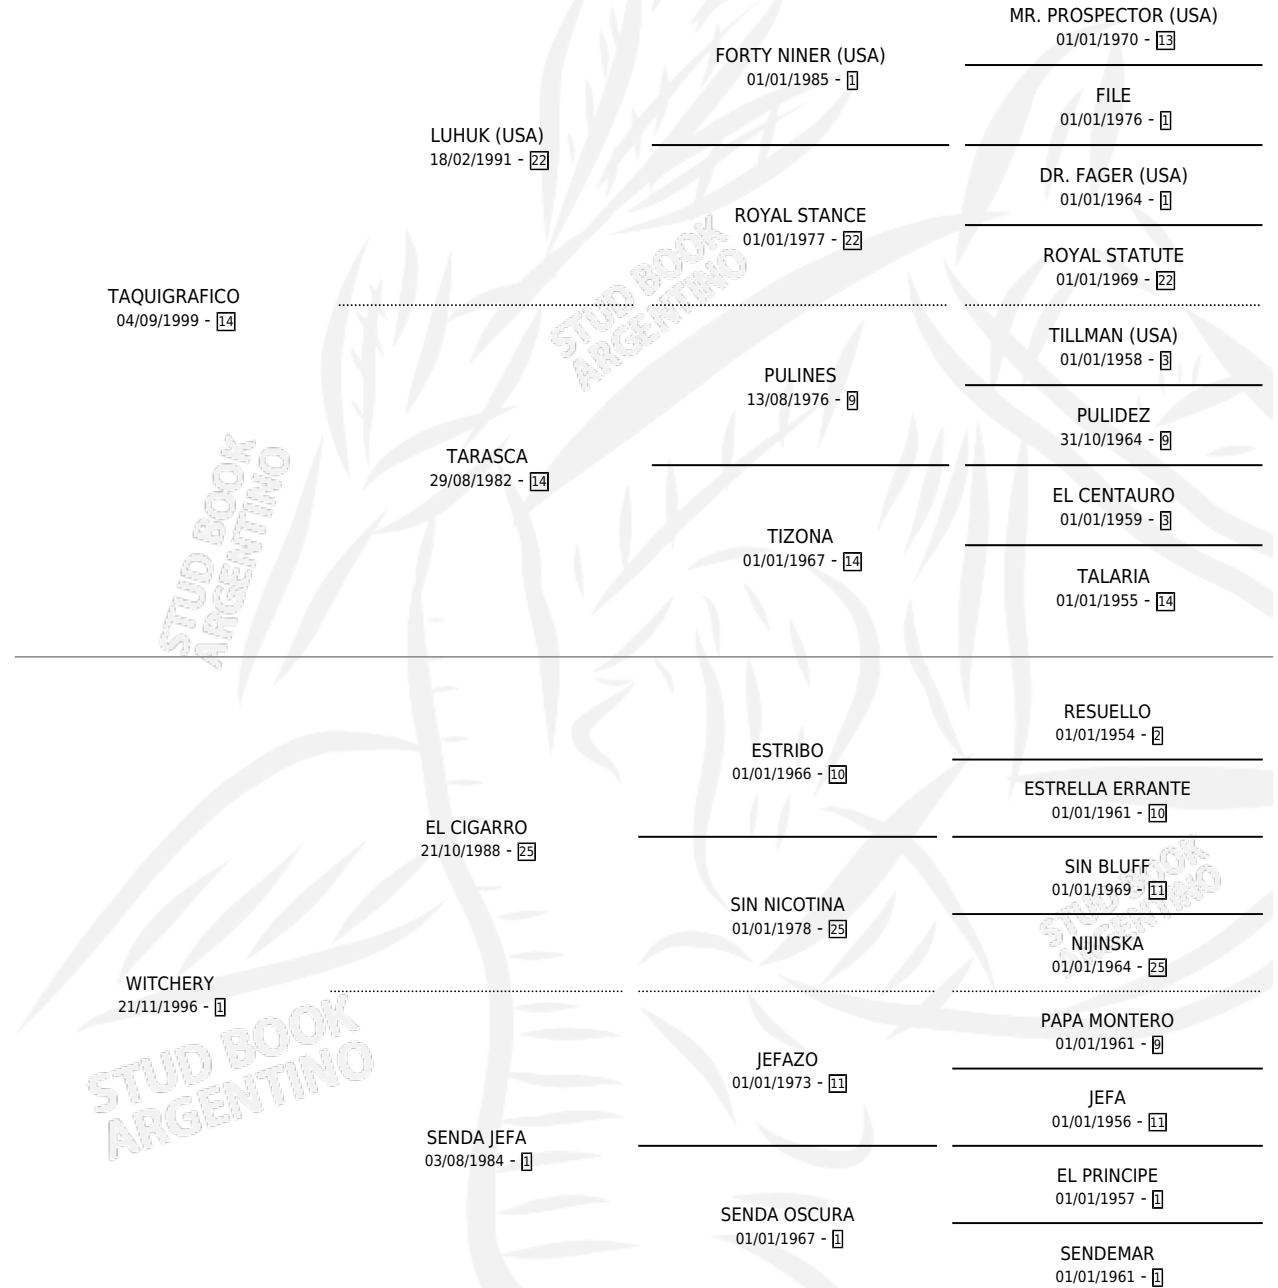 MR. PROSPECTOR (USA)
01/01/1970 - 13
FORTY NINER (USA)
01/01/1985 - 1
FILE
01/01/1976 - 1
LUHUK (USA)
18/02/1991 - 22
DR. FAGER (USA)
01/01/1964 - 1
ROYAL STANCE
01/01/1977 - 22
ROYAL STATUTE
01/01/1969 - 22
TAQUIGRAFICO
04/09/1999 - 14
TILLMAN (USA)
01/01/1958 - 3
PULINES
13/08/1976 - 9
PULIDEZ
31/10/1964 - 9
TARASCA
29/08/1982 - 14
EL CENTAURO
01/01/1959 - 3
TIZONA
01/01/1967 - 14
TALARIA
01/01/1955 - 14
STUD BOOK
ARGENTINO
STUD BOOK
ARGENTINO
RESUELLO
01/01/1954 - 2
ESTRIBO
01/01/1966 - 10
ESTRELLA ERRANTE
01/01/1961 - 10
EL CIGARRO
21/10/1988 - 25
SIN BLUFF
01/01/1969 - 11
SIN NICOTINA
01/01/1978 - 25
NIJINSKA
01/01/1964 - 25
STUD BOOK
ARGENTINO
WITCHERY
21/11/1996 - 1
PAPA MONTERO
01/01/1961 - 9
JEFAZO
01/01/1973 - 11
JEFA
01/01/1956 - 11
SENDA JEFA
03/08/1984 - 1
EL PRINCIPE
01/01/1957 - 1
SENDA OSCURA
01/01/1967 - 1
SENDEMAR
01/01/1961 - 1
STUD BOOK
ARGENTINO